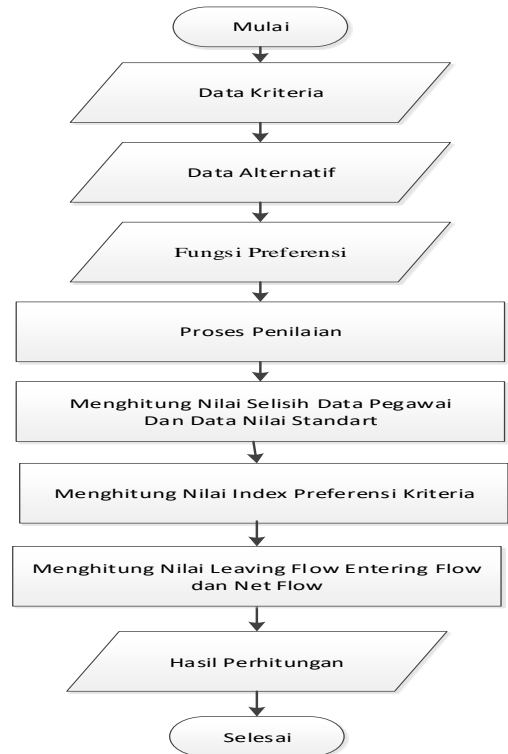 Mulai
Data Kriteria
Data Alternatif
Fungsi Preferensi
Proses Penilaian
Menghitung Nilai Selisih Data Pegawai
Dan Data Nilai Standart
Menghitung Nilai Index Preferensi Kriteria
Menghitung Nilai Leaving Flow Entering Flow
dan Net Flow
Hasil Perhitungan
Selesai